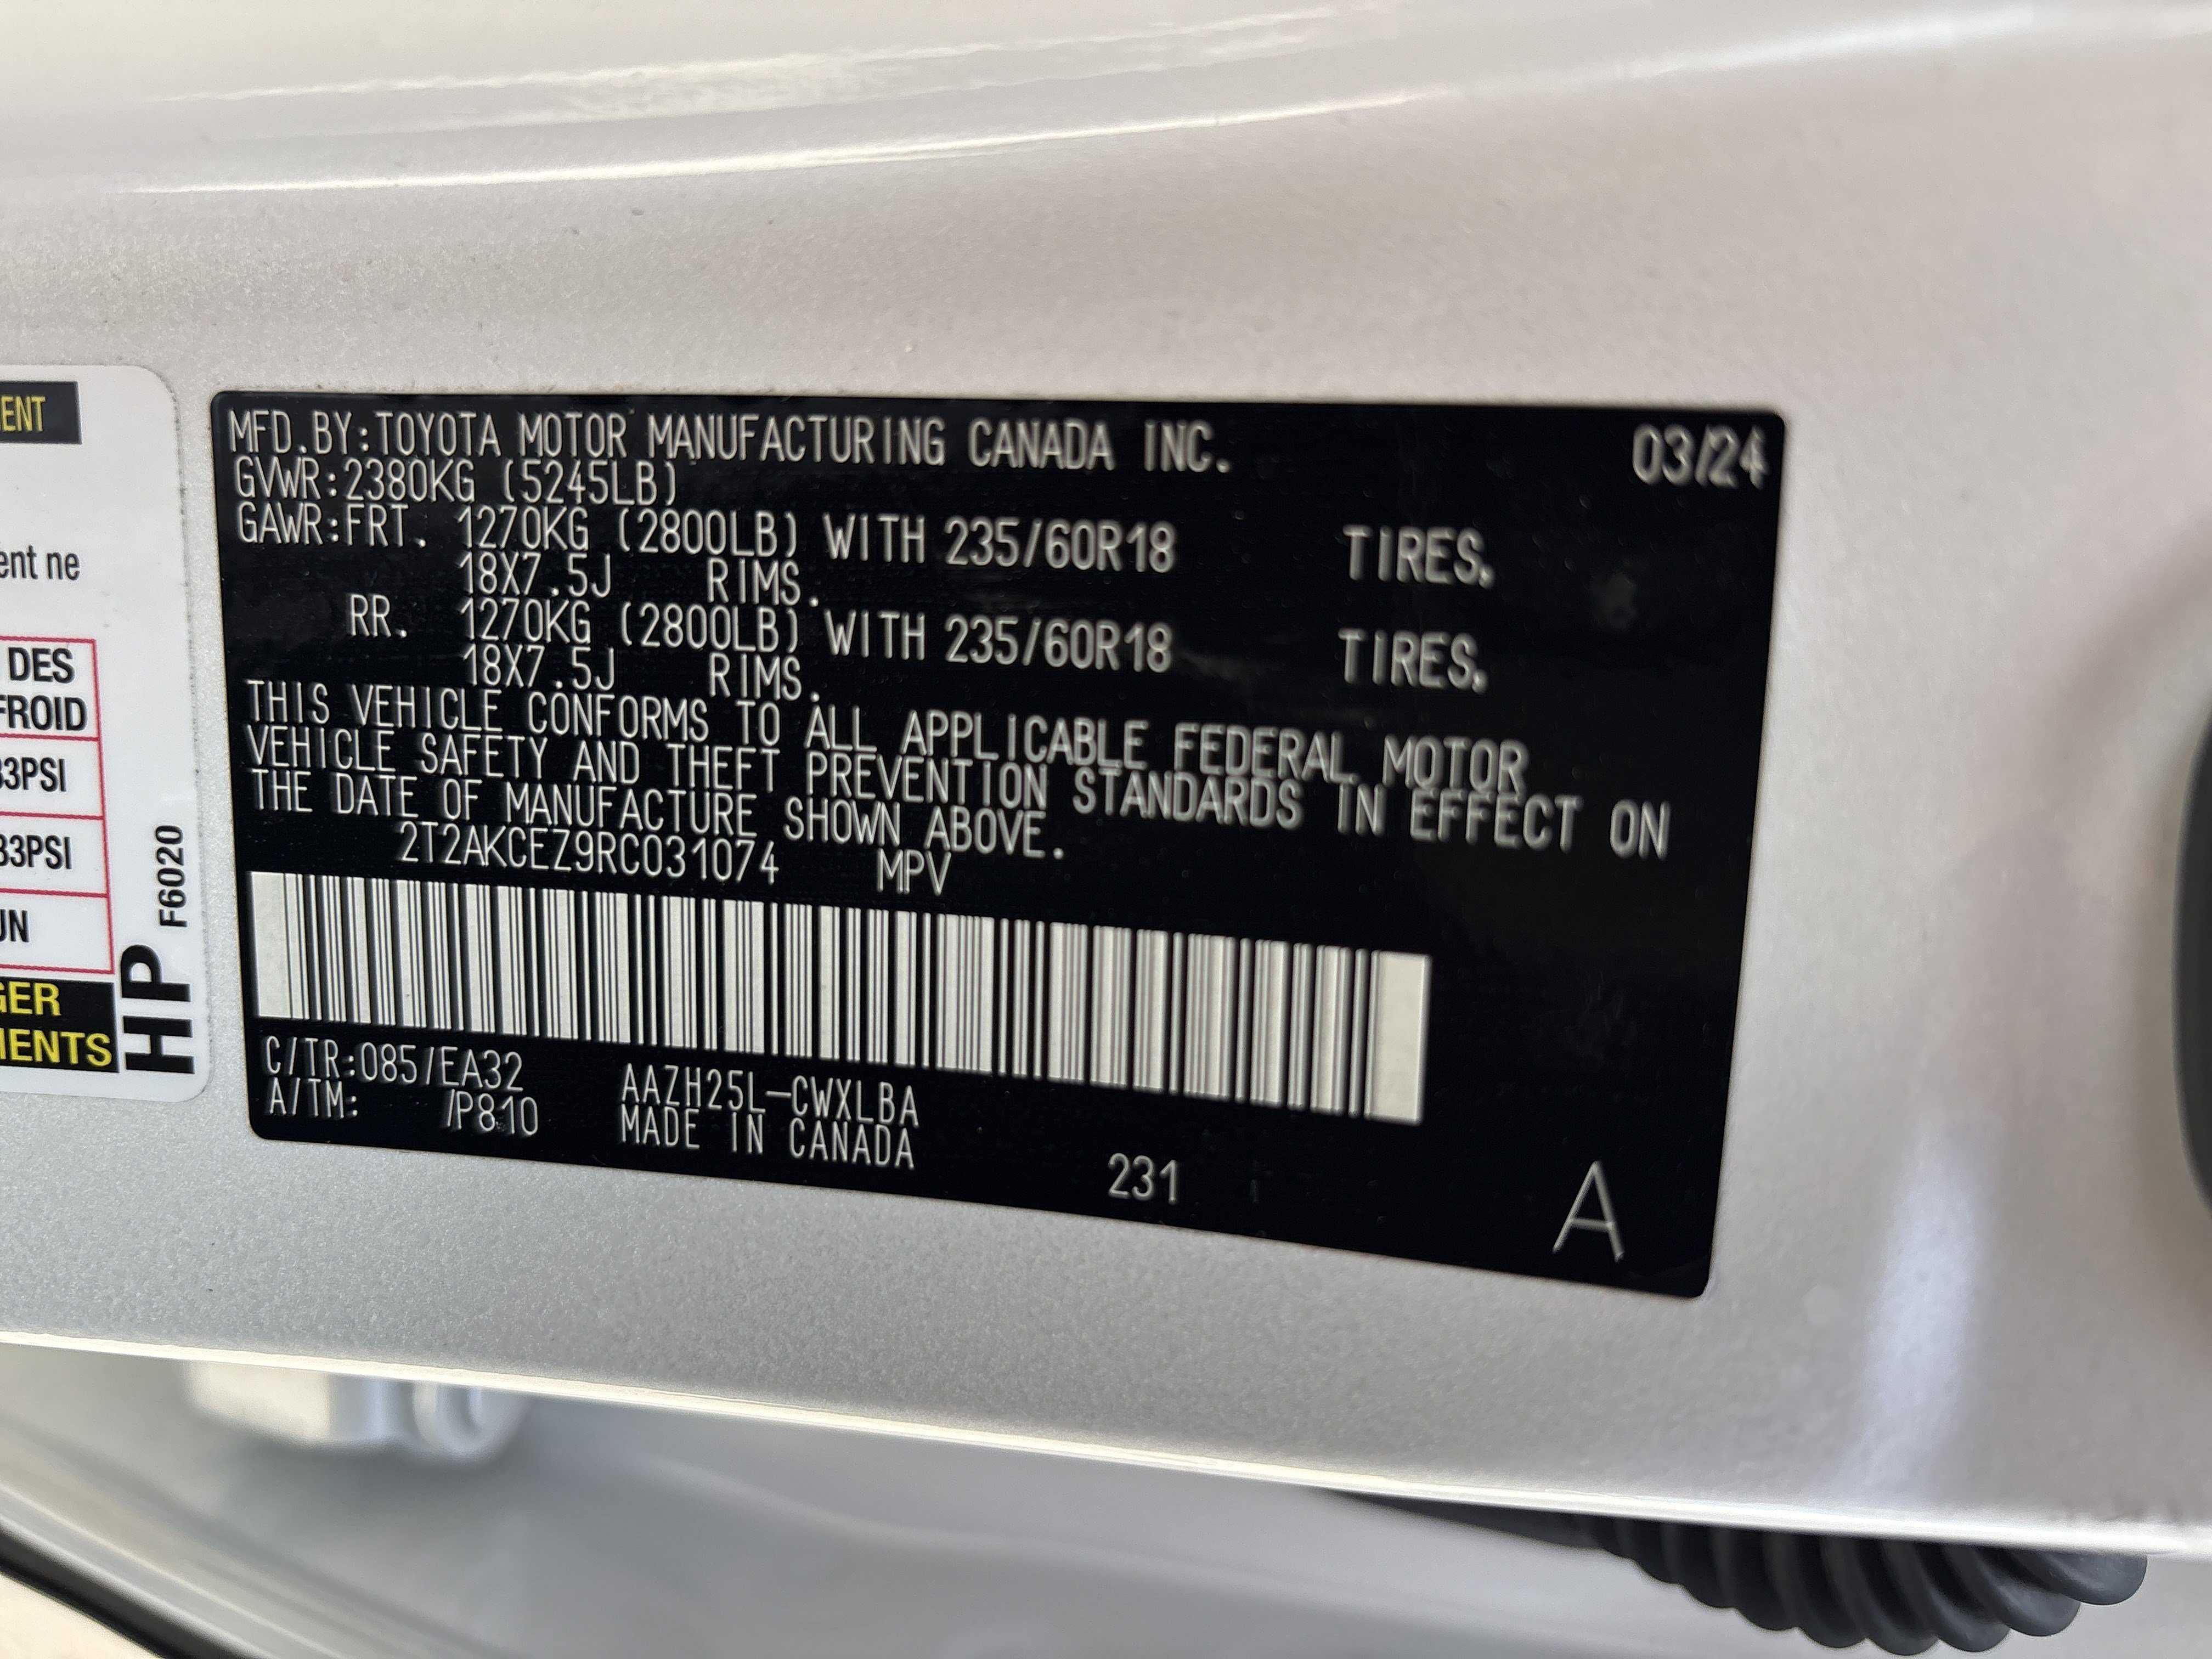 MFD.BY:TOYOTA MOTOR MANUFACTURING CANADA INC. 03/24
GVWR:2380KG (5245LB)
GAWR:FRT. 1270KG (2800LB) WITH 235/60R18 TIRES.
18X7.5J RIMS.
RR. 1270KG (2800LB) WITH 235/60R18 TIRES.
18X7.5J RIMS.
THIS VEHICLE CONFORMS TO ALL APPLICABLE FEDERAL MOTOR
VEHICLE SAFETY AND THEFT PREVENTION STANDARDS IN EFFECT ON
THE DATE OF MANUFACTURE SHOWN ABOVE.
2T2AKCEZ9RC031074 MPV
C/TR:085/EA32 AAZH25L-CWXLBA
A/TM: /P810 MADE IN CANADA
231 A
ent ne
DES
FROID
33PSI
33PSI
F6020
HP